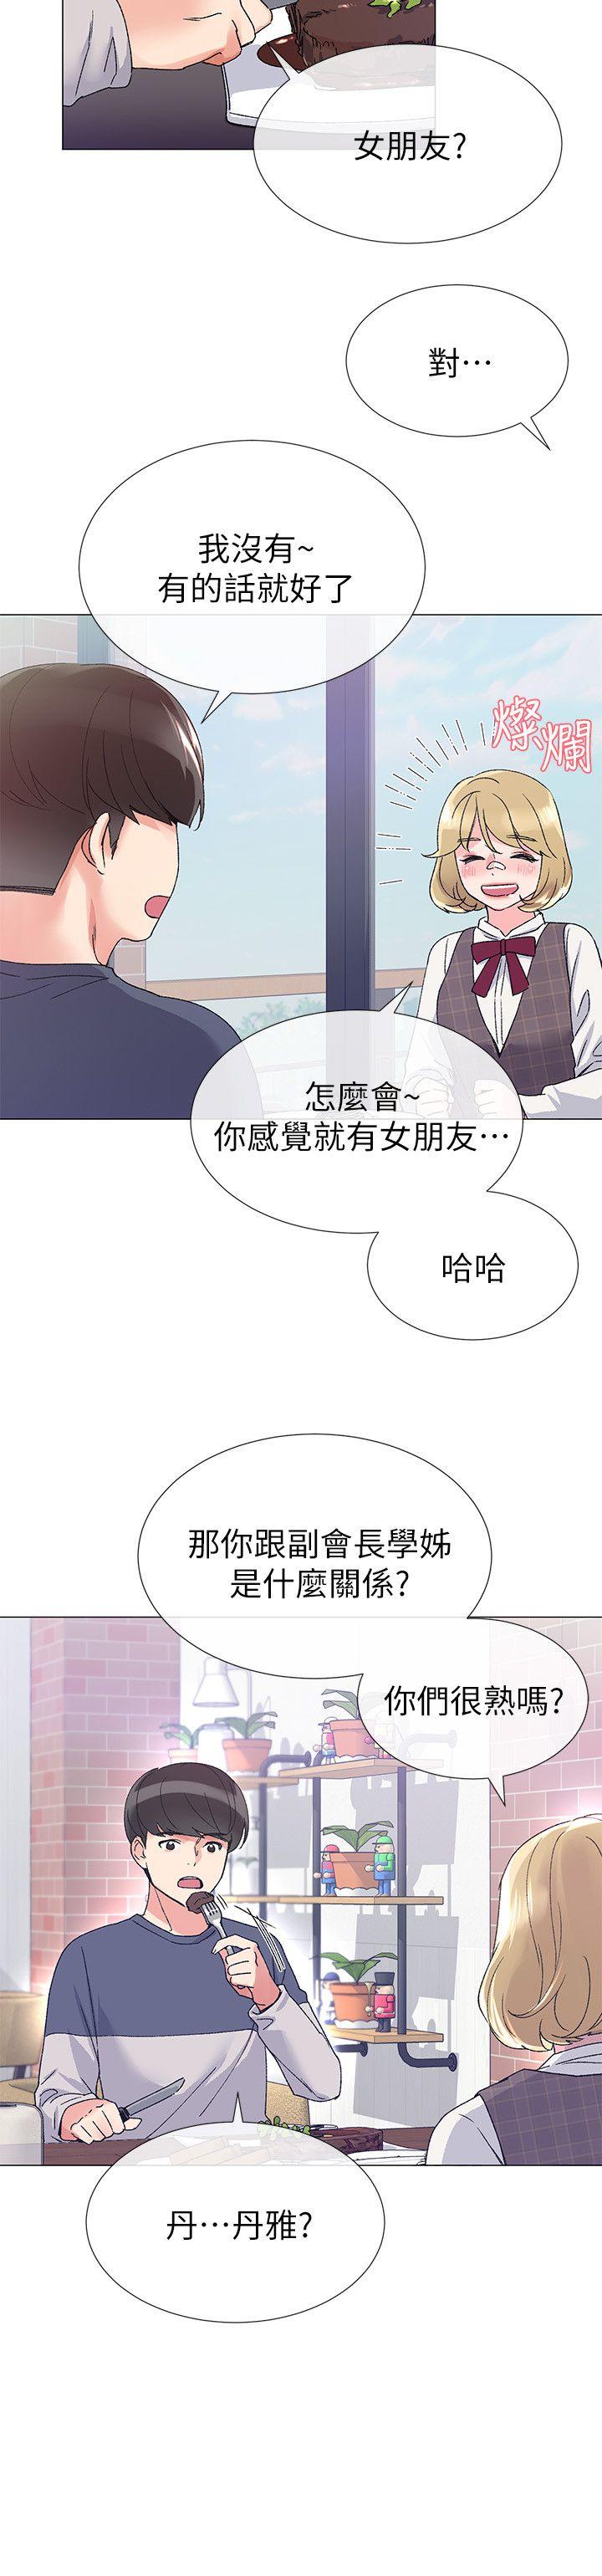 女朋友?
對⋯
我沒有~
有的話就好了
燦爛
怎麼會~
你感覺就有女朋友⋯
哈哈
那你跟副會長學姊
是什麼關係?
你們很熟嗎?
丹⋯丹雅?